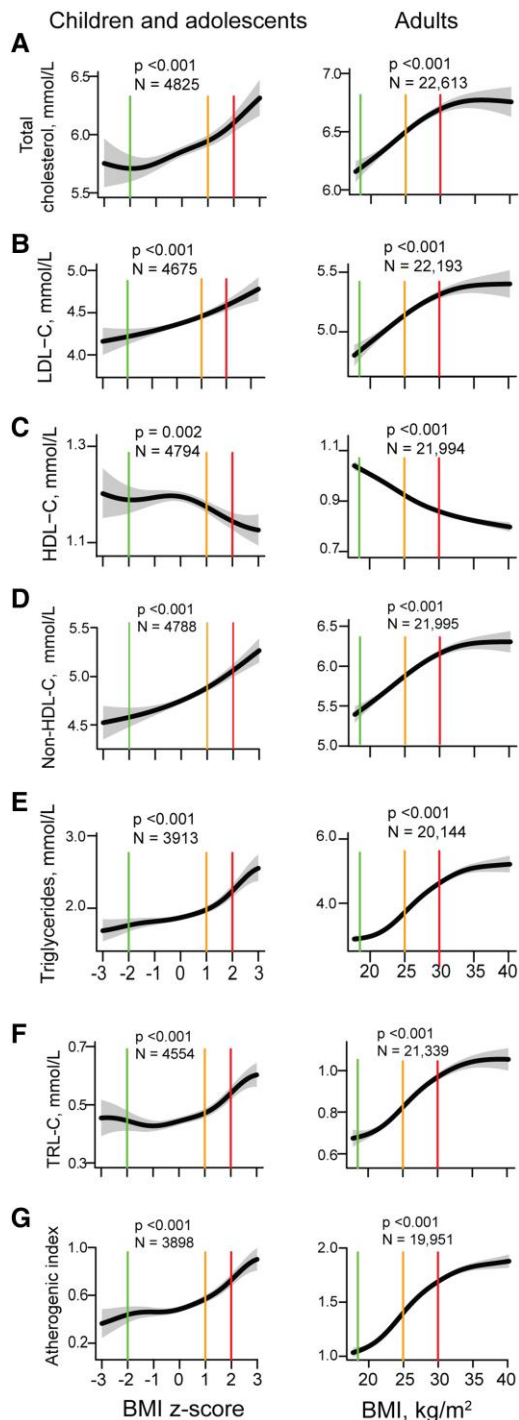 Children and adolescents Adults
A
Total cholesterol, mmol/L
p <0.001
N = 4825
6.5
6.0
5.5
p <0.001
N = 22,613
7.0
6.5
6.0
B
LDL−C, mmol/L
p <0.001
N = 4675
5.0
4.5
4.0
p <0.001
N = 22,193
5.5
5.0
C
HDL−C, mmol/L
p = 0.002
N = 4794
1.3
1.1
p <0.001
N = 21,994
1.1
0.9
0.7
D
Non-HDL-C, mmol/L
p <0.001
N = 4788
5.5
5.0
4.5
p <0.001
N = 21,995
6.5
6.0
5.5
5.0
E
Triglycerides, mmol/L
p <0.001
N = 3913
3.0
2.0
-3 -2 -1 0 1 2 3
p <0.001
N = 20,144
6.0
4.0
20 25 30 35 40
F
TRL-C, mmol/L
p <0.001
N = 4554
0.7
0.5
0.3
p <0.001
N = 21,339
1.0
0.8
0.6
G
Atherogenic index
p <0.001
N = 3898
1.0
0.6
0.2
-3 -2 -1 0 1 2 3
BMI z-score
p <0.001
N = 19,951
2.0
1.5
1.0
20 25 30 35 40
BMI, kg/m²